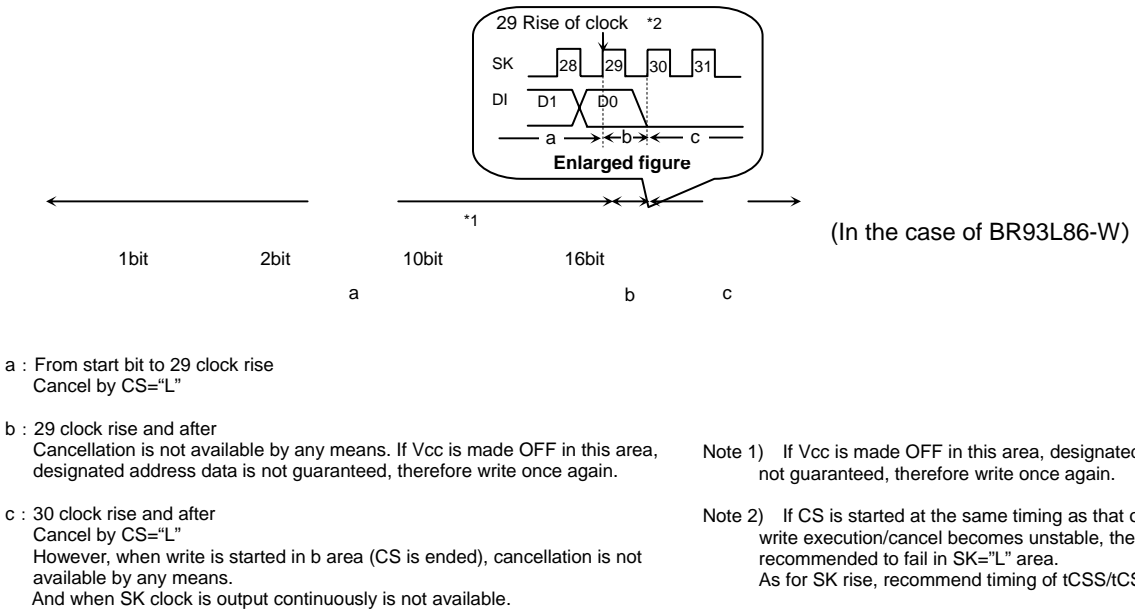 29 Rise of clock *2
SK 28 29 30 31
DI D1 D0
a b c
Enlarged figure
*1
(In the case of BR93L86-W)
1bit 2bit 10bit 16bit
a b c
a : From start bit to 29 clock rise
Cancel by CS=“L”
b : 29 clock rise and after
Cancellation is not available by any means. If Vcc is made OFF in this area,
designated address data is not guaranteed, therefore write once again.
c : 30 clock rise and after
Cancel by CS=“L”
However, when write is started in b area (CS is ended), cancellation is not
available by any means.
And when SK clock is output continuously is not available.
Note 1) If Vcc is made OFF in this area, designated
not guaranteed, therefore write once again.
Note 2) If CS is started at the same timing as that
write execution/cancel becomes unstable,
recommended to fail in SK=”L” area.
As for SK rise, recommend timing of tCSS/